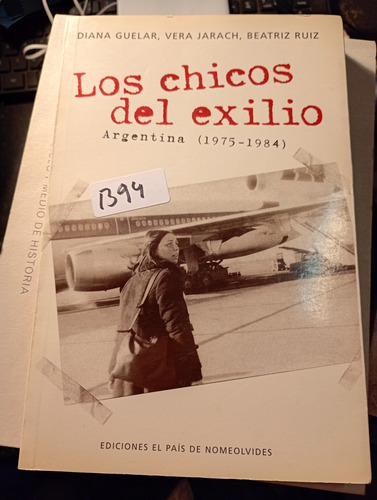 DIANA GUELAR, VERA JARACH, BEATRIZ RUIZ
Los chicos
del exilio
Argentina (1975-1984)
B94
EDICIONES EL PAÍS DE NOMEOLVIDES
MEDIO DE HISTORIA